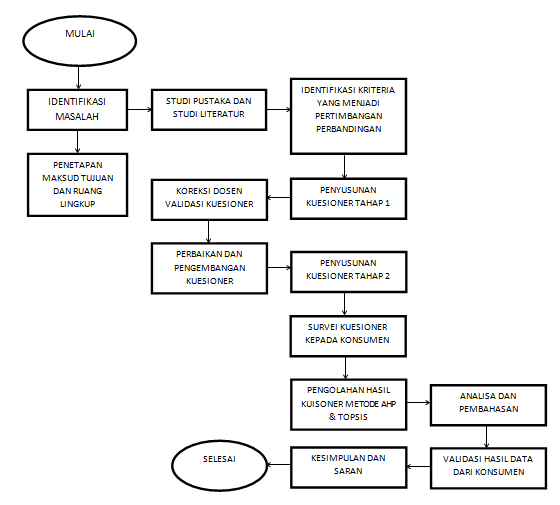 MULAI
IDENTIFIKASI
MASALAH
STUDI PUSTAKA DAN
STUDI LITERATUR
IDENTIFIKASI KRITERIA
YANG MENJADI
PERTIMBANGAN
PERBANDINGAN
PENETAPAN
MAKSUD TUJUAN
DAN RUANG
LINGKUP
KOREKSI DOSEN
VALIDASI KUESIONER
PENYUSUNAN
KUESIONER TAHAP 1
PERBAIKAN DAN
PENGEMBANGAN
KUESIONER
PENYUSUNAN
KUESIONER TAHAP 2
SURVEI KUESIONER
KEPADA KONSUMEN
PENGOLAHAN HASIL
KUISONER METODE AHP
& TOPSIS
ANALISA DAN
PEMBAHASAN
SELESAI
KESIMPULAN DAN
SARAN
VALIDASI HASIL DATA
DARI KONSUMEN